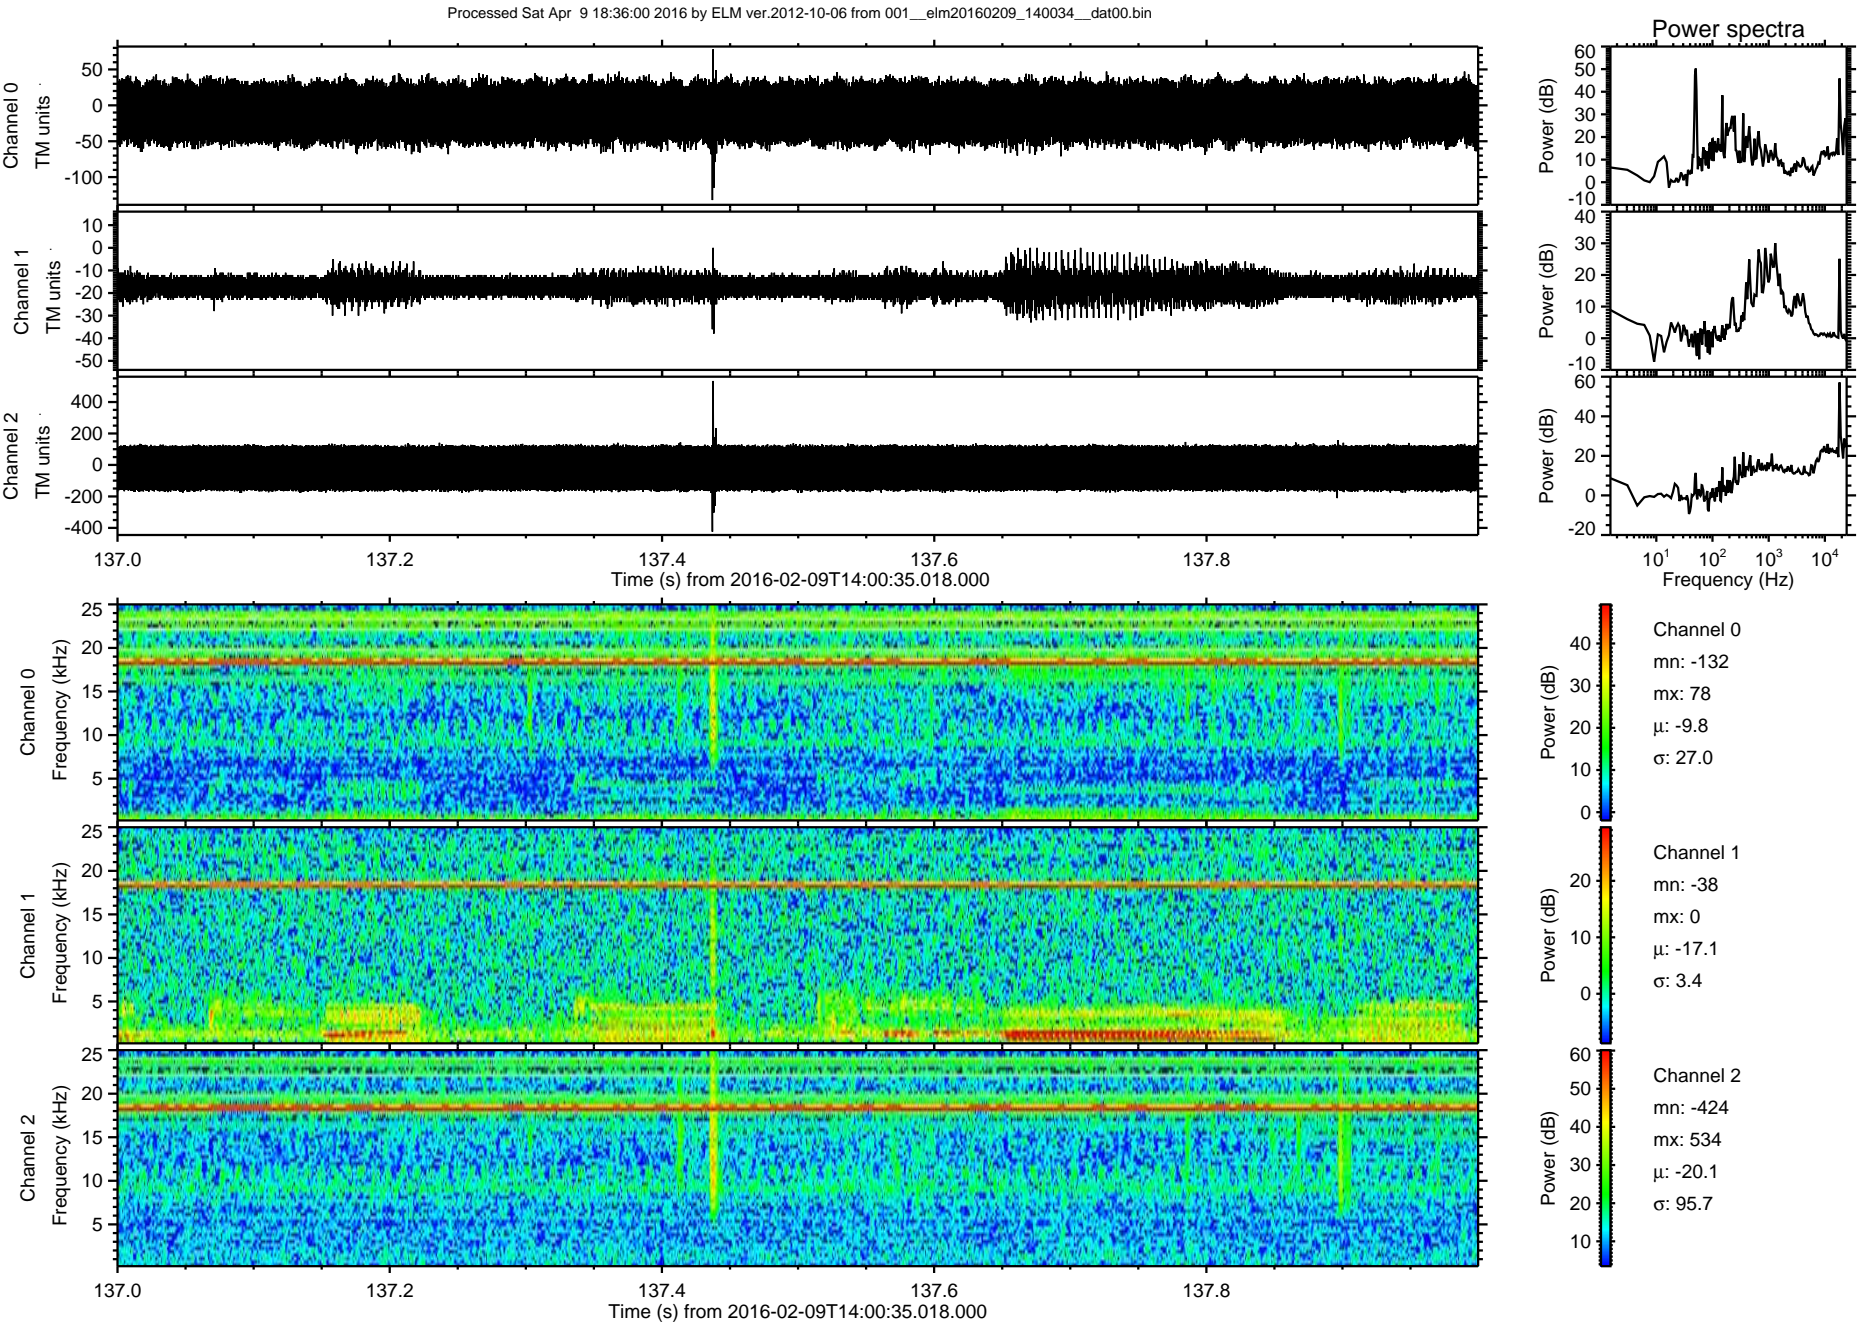 Processed Sat Apr  9 18:36:00 2016 by ELM ver.2012-10-06 from 001__elm20160209_140034__dat00.bin
Power spectra
Channel 0
TM units
50
0
-50
-100
Power (dB)
60
50
40
30
20
10
0
-10
Channel 1
TM units
10
0
-10
-20
-30
-40
-50
Power (dB)
40
30
20
10
0
-10
Channel 2
TM units
400
200
0
-200
-400
Power (dB)
60
40
20
0
-20
137.0 137.2 137.4 137.6 137.8
Time (s) from 2016-02-09T14:00:35.018.000
10¹ 10² 10³ 10⁴
Frequency (Hz)
Channel 0
Frequency (kHz)
25
20
15
10
5
Power (dB)
40
30
20
10
0
Channel 0
mn: -132
mx: 78
μ: -9.8
σ: 27.0
Channel 1
Frequency (kHz)
25
20
15
10
5
Power (dB)
20
10
0
Channel 1
mn: -38
mx: 0
μ: -17.1
σ: 3.4
Channel 2
Frequency (kHz)
25
20
15
10
5
Power (dB)
60
50
40
30
20
10
Channel 2
mn: -424
mx: 534
μ: -20.1
σ: 95.7
137.0 137.2 137.4 137.6 137.8
Time (s) from 2016-02-09T14:00:35.018.000